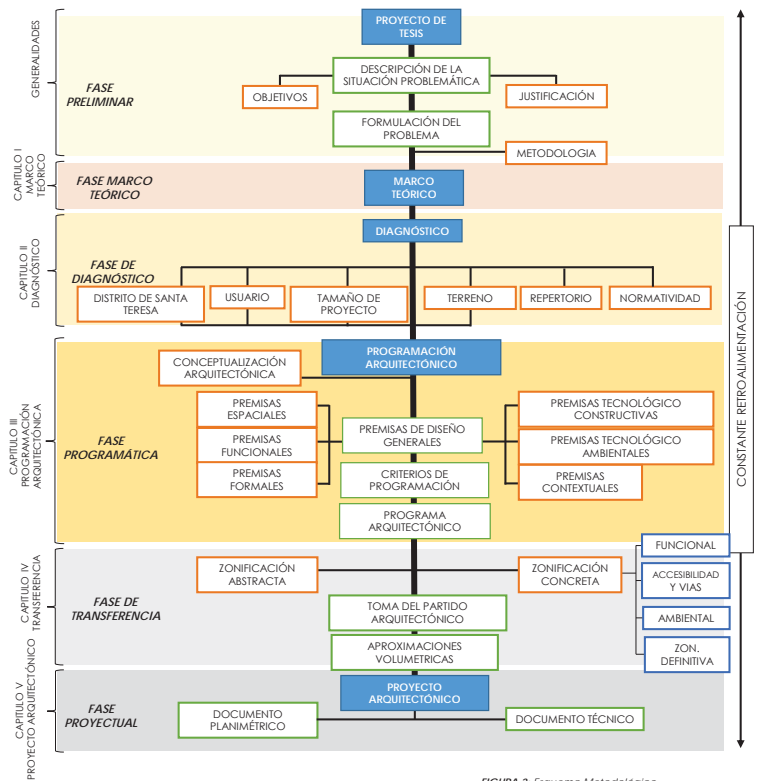 GENERALIDADES
FASE
PRELIMINAR
PROYECTO DE
TESIS
DESCRIPCIÓN DE LA
SITUACIÓN PROBLEMÁTICA
OBJETIVOS
JUSTIFICACIÓN
FORMULACIÓN DEL
PROBLEMA
METODOLOGIA
CAPITULO I
MARCO
TEÓRICO
FASE MARCO
TEÓRICO
MARCO
TEÓRICO
CAPITULO II
DIAGNÓSTICO
FASE DE
DIAGNÓSTICO
DIAGNÓSTICO
DISTRITO DE SANTA
TERESA
USUARIO
TAMAÑO DE
PROYECTO
TERRENO
REPERTORIO
NORMATIVIDAD
CAPITULO III
PROGRAMACIÓN
ARQUITECTÓNICA
FASE
PROGRAMÁTICA
PROGRAMACIÓN
ARQUITECTÓNICO
CONCEPTUALIZACIÓN
ARQUITECTÓNICA
PREMISAS
ESPACIALES
PREMISAS
FUNCIONALES
PREMISAS
FORMALES
PREMISAS DE DISEÑO
GENERALES
CRITERIOS DE
PROGRAMACIÓN
PROGRAMA
ARQUITECTÓNICO
PREMISAS TECNOLÓGICO
CONSTRUCTIVAS
PREMISAS TECNOLÓGICO
AMBIENTALES
PREMISAS
CONTEXTUALES
CAPITULO IV
TRANSFERENCIA
FASE DE
TRANSFERENCIA
ZONIFICACIÓN
ABSTRACTA
ZONIFICACIÓN
CONCRETA
FUNCIONAL
ACCESIBILIDAD
Y VIAS
AMBIENTAL
ZON.
DEFINITIVA
TOMA DEL PARTIDO
ARQUITECTÓNICO
APROXIMACIONES
VOLUMETRICAS
CAPITULO V
PROYECTO ARQUITECTÓNICO
FASE
PROYECTUAL
PROYECTO
ARQUITECTÓNICO
DOCUMENTO
PLANIMÉTRICO
DOCUMENTO TÉCNICO
CONSTANTE RETROALIMENTACIÓN